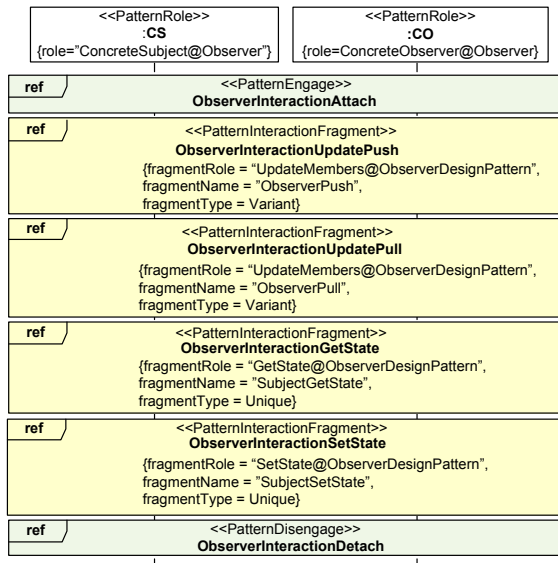 <<PatternRole>>
:CS
{role="ConcreteSubject@Observer"}
<<PatternRole>>
:CO
{role=ConcreteObserver@Observer}
ref
<<PatternEngage>>
ObserverInteractionAttach
ref
<<PatternInteractionFragment>>
ObserverInteractionUpdatePush
{fragmentRole = “UpdateMembers@ObserverDesignPattern”,
fragmentName = ”ObserverPush”,
fragmentType = Variant}
ref
<<PatternInteractionFragment>>
ObserverInteractionUpdatePull
{fragmentRole = “UpdateMembers@ObserverDesignPattern”,
fragmentName = ”ObserverPull”,
fragmentType = Variant}
ref
<<PatternInteractionFragment>>
ObserverInteractionGetState
{fragmentRole = “GetState@ObserverDesignPattern”,
fragmentName = ”SubjectGetState”,
fragmentType = Unique}
ref
<<PatternInteractionFragment>>
ObserverInteractionSetState
{fragmentRole = “SetState@ObserverDesignPattern”,
fragmentName = ”SubjectSetState”,
fragmentType = Unique}
ref
<<PatternDisengage>>
ObserverInteractionDetach